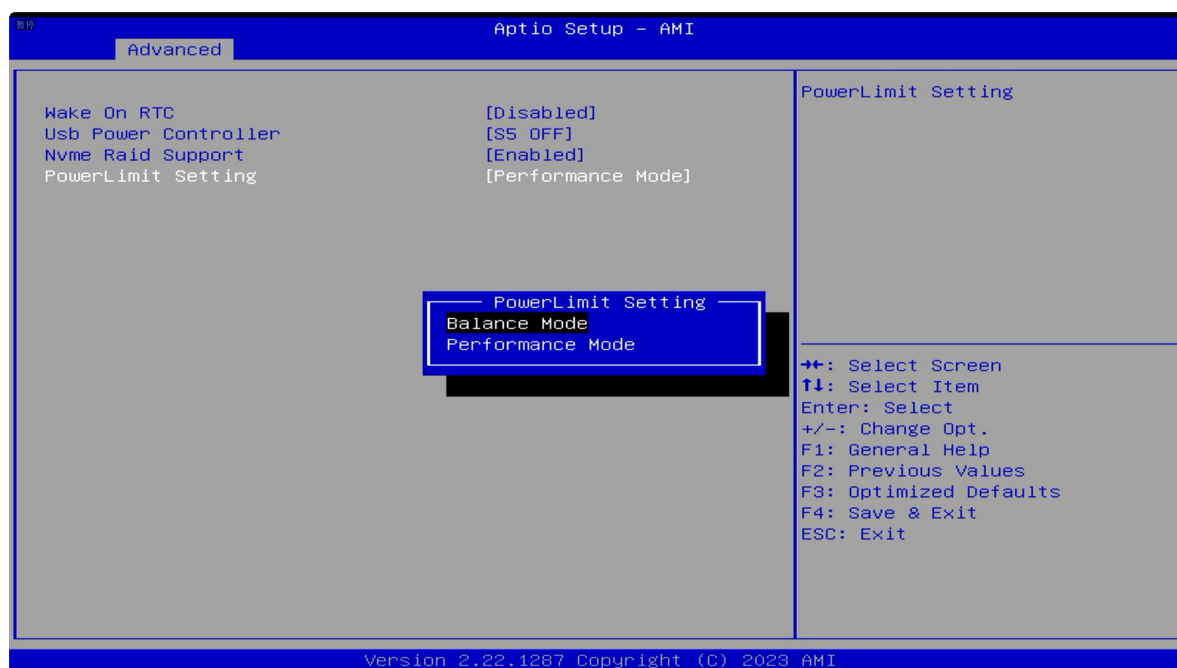 暂停
Aptio Setup – AMI
Advanced
Wake On RTC [Disabled]
Usb Power Controller [S5 OFF]
Nvme Raid Support [Enabled]
PowerLimit Setting [Performance Mode]
PowerLimit Setting
Balance Mode
Performance Mode
PowerLimit Setting
→←: Select Screen
↑↓: Select Item
Enter: Select
+/-: Change Opt.
F1: General Help
F2: Previous Values
F3: Optimized Defaults
F4: Save & Exit
ESC: Exit
Version 2.22.1287 Copyright (C) 2023 AMI